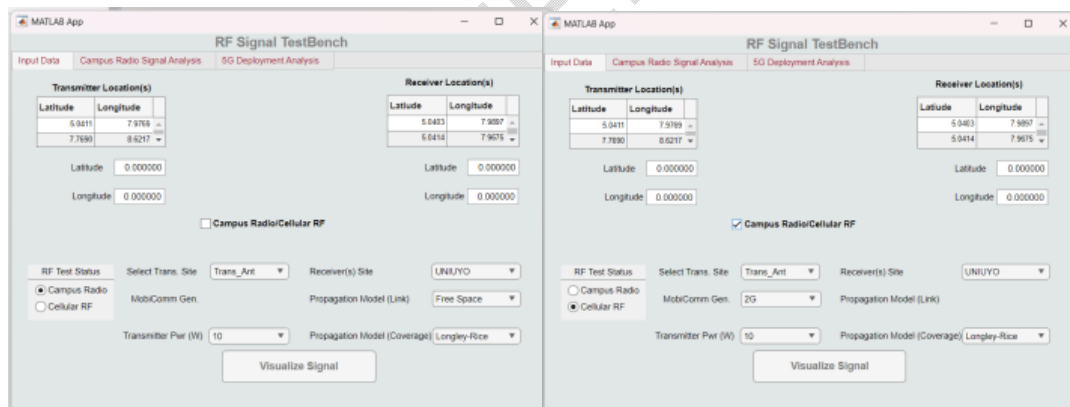 MATLAB App
RF Signal TestBench
Input Data Campus Radio Signal Analysis 5G Deployment Analysis
Transmitter Location(s) Receiver Location(s)
Latitude Longitude Latiude Longitude
5.0411 7.9769 5.0403 7.9897
7.7690 8.6217 5.0414 7.9675
Latitude 0.000000 Latitude 0.000000
Longitude 0.000000 Longitude 0.000000
Campus Radio/Cellular RF
RF Test Status Select Trans. Site Trans_Ant Receiver(s) Site UNIUYO
Campus Radio MobiComm Gen. Propagation Model (Link) Free Space
Cellular RF
Transmitter Pwr (W) 10 Propagation Model (Coverage) Longley-Rice
Visualize Signal
MATLAB App
RF Signal TestBench
Input Data Campus Radio Signal Analysis 5G Deployment Analysis
Transmitter Location(s) Receiver Location(s)
Latitude Longitude Latiude Longitude
5.0411 7.9769 5.0403 7.9897
7.7690 8.6217 5.0414 7.9675
Latitude 0.000000 Latitude 0.000000
Longitude 0.000000 Longitude 0.000000
Campus Radio/Cellular RF
RF Test Status Select Trans. Site Trans_Ant Receiver(s) Site UNIUYO
Campus Radio MobiComm Gen. 2G Propagation Model (Link)
Cellular RF
Transmitter Pwr (W) 10 Propagation Model (Coverage) Longley-Rice
Visualize Signal